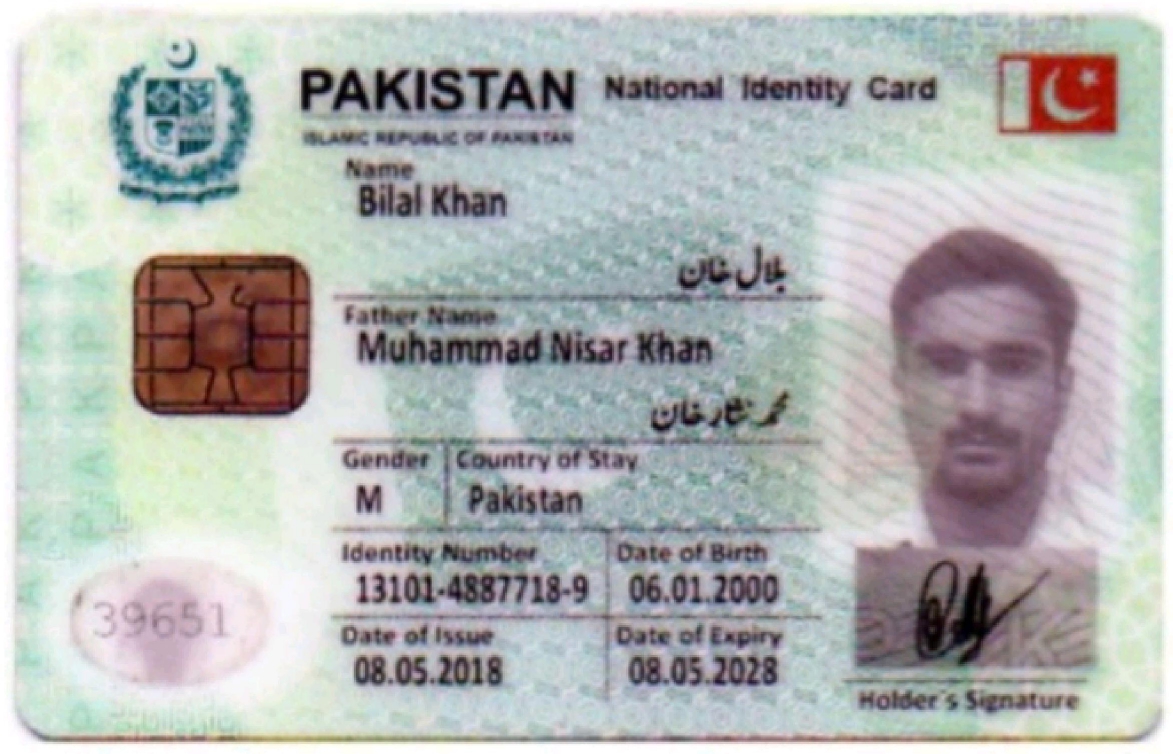 PAKISTAN National Identity Card
ISLAMIC REPUBLIC OF PAKISTAN
Name
Bilal Khan
بلال خان
Father Name
Muhammad Nisar Khan
محمد نثار خان
Gender Country of Stay
M Pakistan
Identity Number Date of Birth
13101-4887718-9 06.01.2000
Date of Issue Date of Expiry
08.05.2018 08.05.2028
39651
Holder's Signature